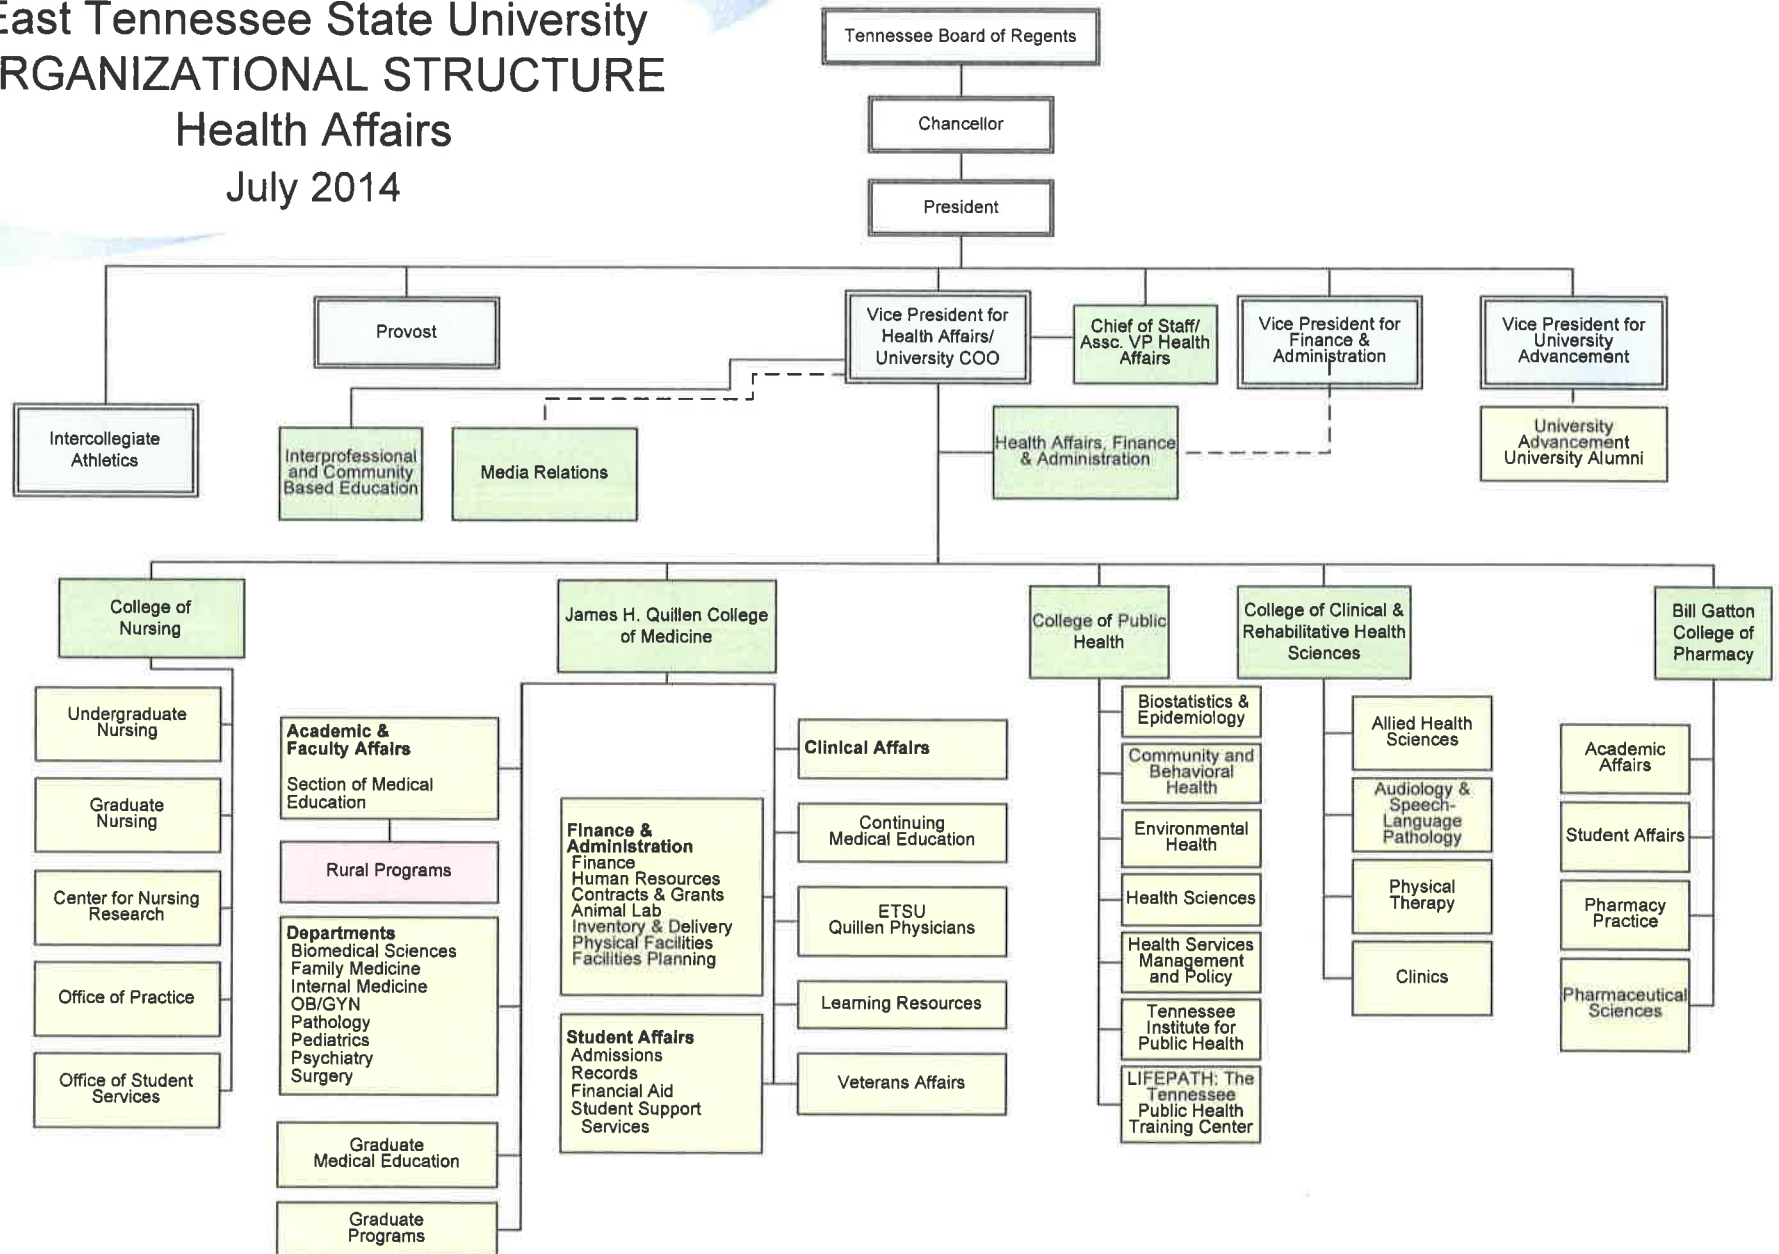 East Tennessee State University
RGANIZATIONAL STRUCTURE
Health Affairs
July 2014
Tennessee Board of Regents
Chancellor
President
Provost
Vice President for
Health Affairs/
University COO
Chief of Staff/
Assc. VP Health
Affairs
Vice President for
Finance &
Administration
Vice President for
University
Advancement
Intercollegiate
Athletics
Interprofessional
and Community
Based Education
Media Relations
Health Affairs, Finance
& Administration
University
Advancement
University Alumni
College of
Nursing
James H. Quillen College
of Medicine
College of Public
Health
College of Clinical &
Rehabilitative Health
Sciences
Bill Gatton
College of
Pharmacy
Undergraduate
Nursing
Graduate
Nursing
Center for Nursing
Research
Office of Practice
Office of Student
Services
Academic &
Faculty Affairs
Section of Medical
Education
Rural Programs
Departments
Biomedical Sciences
Family Medicine
Internal Medicine
OB/GYN
Pathology
Pediatrics
Psychiatry
Surgery
Graduate
Medical Education
Graduate
Programs
Finance &
Administration
Finance
Human Resources
Contracts & Grants
Animal Lab
Inventory & Delivery
Physical Facilities
Facilities Planning
Student Affairs
Admissions
Records
Financial Aid
Student Support
Services
Clinical Affairs
Continuing
Medical Education
ETSU
Quillen Physicians
Learning Resources
Veterans Affairs
Biostatistics &
Epidemiology
Community and
Behavioral
Health
Environmental
Health
Health Sciences
Health Services
Management
and Policy
Tennessee
Institute for
Public Health
LIFEPATH: The
Tennessee
Public Health
Training Center
Allied Health
Sciences
Audiology &
Speech-
Language
Pathology
Physical
Therapy
Clinics
Academic
Affairs
Student Affairs
Pharmacy
Practice
Pharmaceutical
Sciences